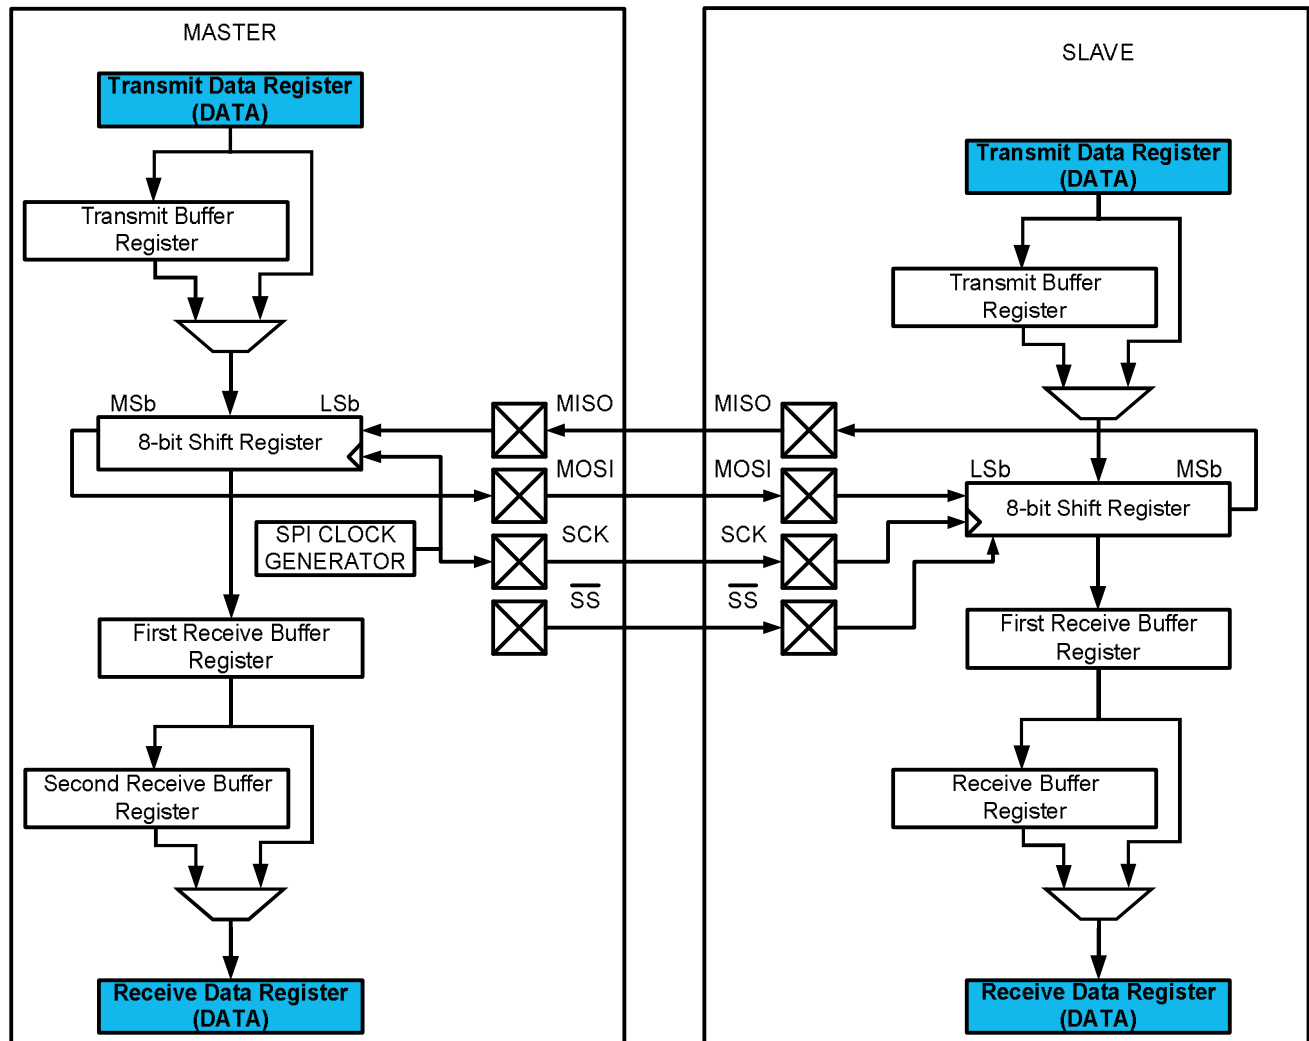 MASTER
Transmit Data Register
(DATA)
Transmit Buffer
Register
MSb
LSb
8-bit Shift Register
SPI CLOCK
GENERATOR
First Receive Buffer
Register
Second Receive Buffer
Register
Receive Data Register
(DATA)
MISO
MOSI
SCK
SS
SLAVE
Transmit Data Register
(DATA)
Transmit Buffer
Register
MISO
MOSI
SCK
SS
LSb
MSb
8-bit Shift Register
First Receive Buffer
Register
Receive Buffer
Register
Receive Data Register
(DATA)